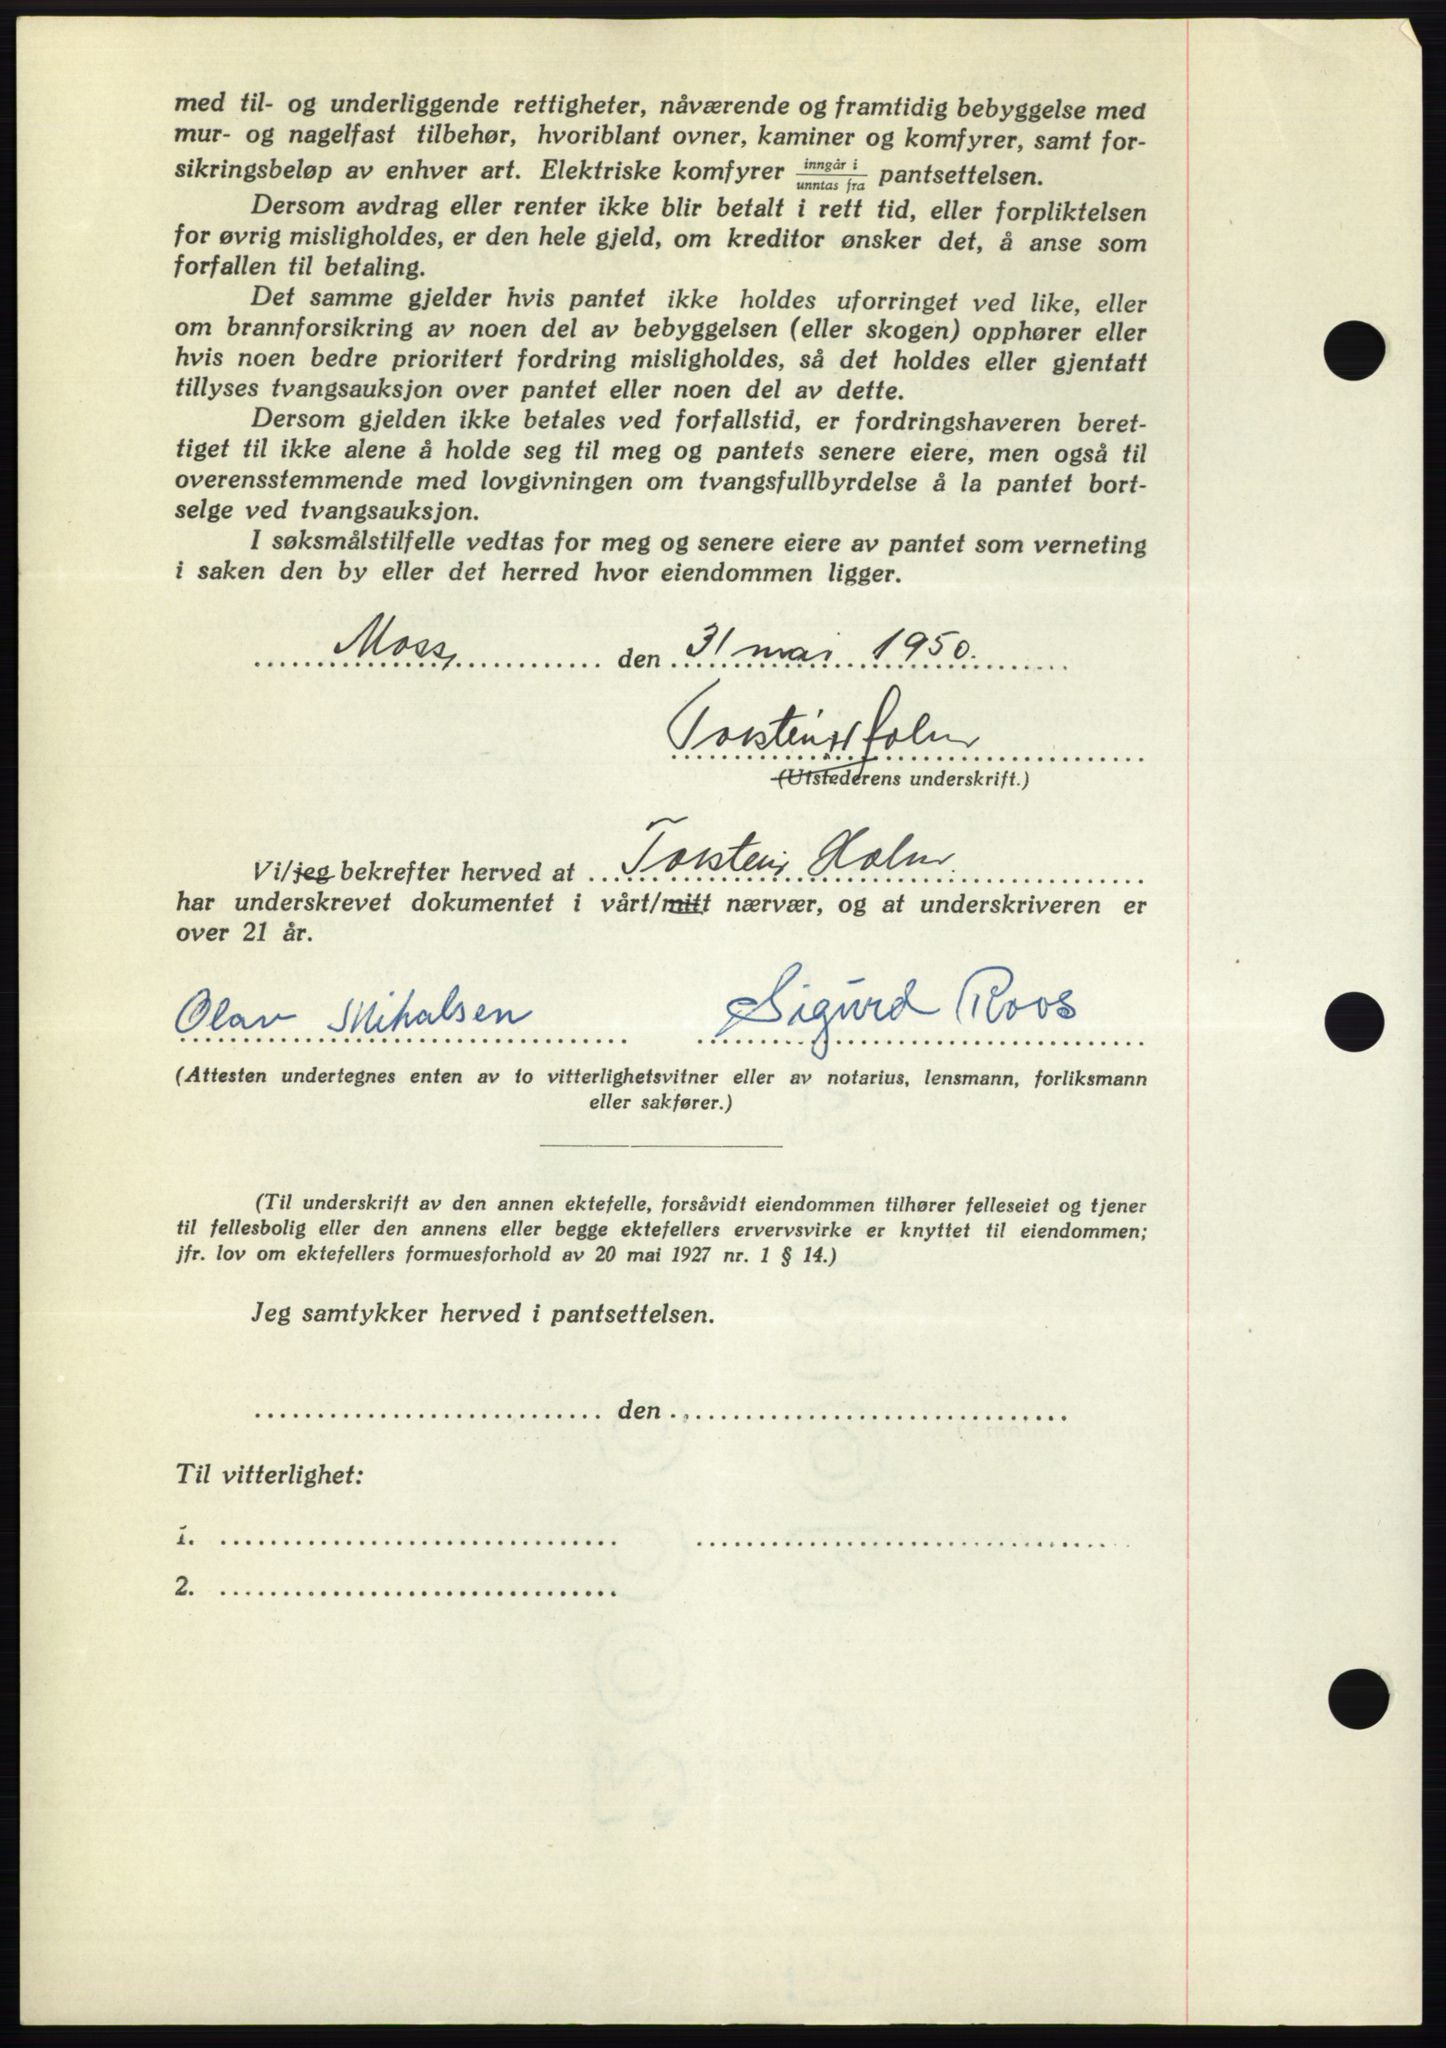 med til- og underliggende rettigheter, nåværende og framtidig bebyggelse med
mur- og nagelfast tilbehør, hvoriblant ovner, kaminer og komfyrer, samt for-
sikringsbeløp av enhver art. Elektriske komfyrer inngår i / unntas fra pantsettelsen.
Dersom avdrag eller renter ikke blir betalt i rett tid, eller forpliktelsen
for øvrig misligholdes, er den hele gjeld, om kreditor ønsker det, å anse som
forfallen til betaling.
Det samme gjelder hvis pantet ikke holdes uforringet ved like, eller
om brannforsikring av noen del av bebyggelsen (eller skogen) opphører eller
hvis noen bedre prioritert fordring misligholdes, så det holdes eller gjentatt
tillyses tvangsauksjon over pantet eller noen del av dette.
Dersom gjelden ikke betales ved forfallstid, er fordringshaveren beret-
tiget til ikke alene å holde seg til meg og pantets senere eiere, men også til
overensstemmende med lovgivningen om tvangsfullbyrdelse å la pantet bort-
selge ved tvangsauksjon.
I søksmålstilfelle vedtas for meg og senere eiere av pantet som verneting
i saken den by eller det herred hvor eiendommen ligger.
Moss, den 31 mai 1950.
Torstein Holm
(Utstederens underskrift.)
Vi/jeg bekrefter herved at Torstein Holm
har underskrevet dokumentet i vårt/mitt nærvær, og at underskriveren er
over 21 år.
Olav Mihalsen Sigurd Roos
(Attesten undertegnes enten av to vitterlighetsvitner eller av notarius, lensmann, forliksmann
eller sakfører.)
(Til underskrift av den annen ektefelle, forsåvidt eiendommen tilhører felleseiet og tjener
til fellesbolig eller den annens eller begge ektefellers ervervsvirke er knyttet til eiendommen;
jfr. lov om ektefellers formuesforhold av 20 mai 1927 nr. 1 § 14.)
Jeg samtykker herved i pantsettelsen.
den
Til vitterlighet:
1.
2.